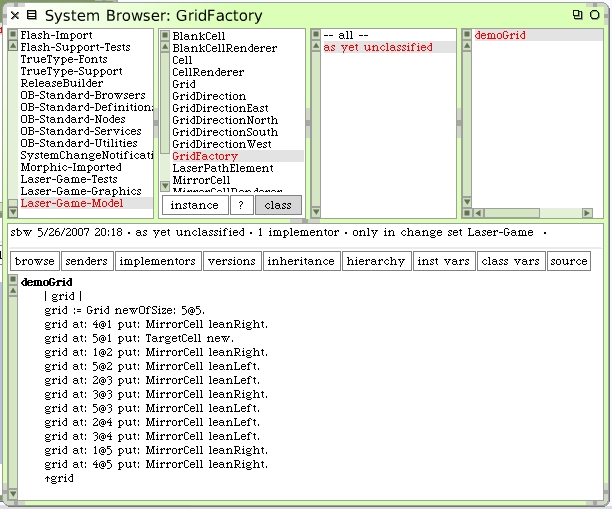 System Browser: GridFactory
Flash-Import
Flash-Support-Tests
TrueType-Fonts
TrueType-Support
ReleaseBuilder
OB-Standard-Browsers
OB-Standard-Definition
OB-Standard-Nodes
OB-Standard-Services
OB-Standard-Utilities
SystemChangeNotificati
Morphic-Imported
Laser-Game-Tests
Laser-Game-Graphics
Laser-Game-Model
BlankCell
BlankCellRenderer
Cell
CellRenderer
Grid
GridDirection
GridDirectionEast
GridDirectionNorth
GridDirectionSouth
GridDirectionWest
GridFactory
LaserPathElement
MirrorCell
MirrorCellRenderer
instance ? class
-- all --
as yet unclassified
demoGrid
sbw 5/26/2007 20:18 · as yet unclassified · 1 implementor · only in change set Laser-Game ·
browse senders implementors versions inheritance hierarchy inst vars class vars source
demoGrid
| grid |
grid := Grid newOfSize: 5@5.
grid at: 4@1 put: MirrorCell leanRight.
grid at: 5@1 put: TargetCell new.
grid at: 1@2 put: MirrorCell leanRight.
grid at: 5@2 put: MirrorCell leanLeft.
grid at: 2@3 put: MirrorCell leanLeft.
grid at: 3@3 put: MirrorCell leanRight.
grid at: 5@3 put: MirrorCell leanLeft.
grid at: 2@4 put: MirrorCell leanLeft.
grid at: 3@4 put: MirrorCell leanLeft.
grid at: 1@5 put: MirrorCell leanRight.
grid at: 4@5 put: MirrorCell leanRight.
↑grid